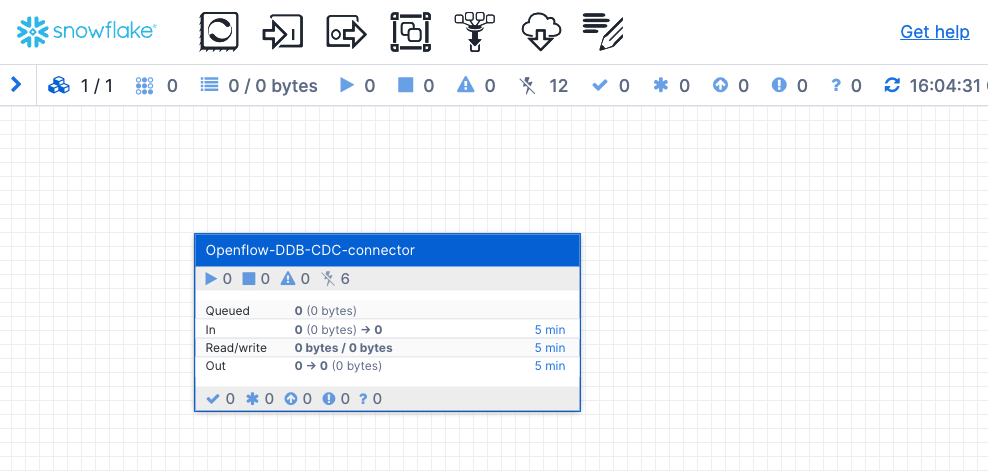 snowflake®
Get help
1 / 1 0 0 / 0 bytes 0 0 0 12 0 0 0 0 ? 0 16:04:31
Openflow-DDB-CDC-connector
0 0 0 6
Queued 0 (0 bytes)
In 0 (0 bytes) → 0 5 min
Read/write 0 bytes / 0 bytes 5 min
Out 0 → 0 (0 bytes) 5 min
0 0 0 0 ? 0